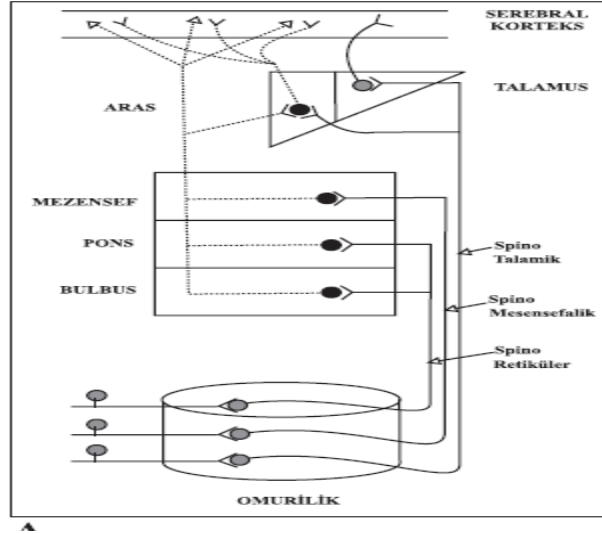 SEREBRAL
KORTEKS
TALAMUS
ARAS
MEZENSEF
PONS
BULBUS
Spino
Talamik
Spino
Mesensefalik
Spino
Retiküler
OMURİLİK
A